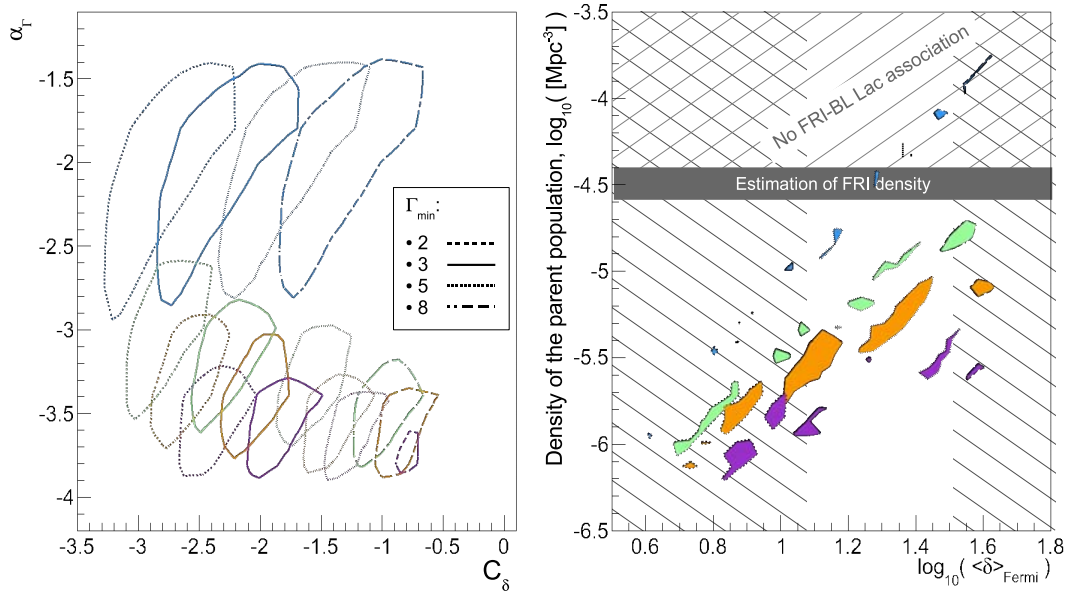 α_Γ
-1.5
-2
-2.5
-3
-3.5
-4
-3.5 -3 -2.5 -2 -1.5 -1 -0.5 0
C_δ
Γ_min:
• 2
• 3
• 5
• 8
Density of the parent population, log_10( [Mpc^-3] )
-3.5
-4
-4.5
-5
-5.5
-6
-6.5
No FRI-BL Lac association
Estimation of FRI density
0.6 0.8 1 1.2 1.4 1.6 1.8
log_10( <δ>_Fermi )